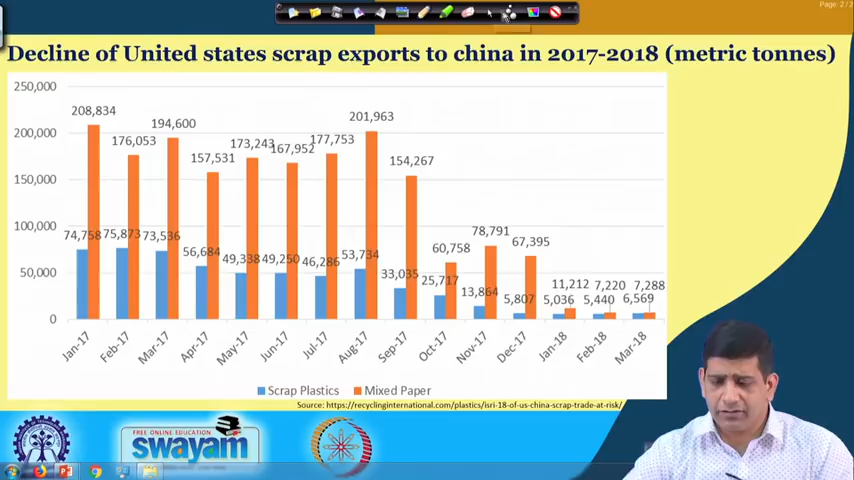 Page: 2 / 2
Decline of United states scrap exports to china in 2017-2018 (metric tonnes)
250,000
200,000
150,000
100,000
50,000
0
208,834
176,053
194,600
157,531
173,243
167,952
177,753
201,963
154,267
60,758
78,791
67,395
11,212
7,220
7,288
74,758
75,873
73,536
56,684
49,338
49,250
46,286
53,734
33,035
25,717
13,864
5,807
5,036
5,440
6,569
Jan-17
Feb-17
Mar-17
Apr-17
May-17
Jun-17
Jul-17
Aug-17
Sep-17
Oct-17
Nov-17
Dec-17
Jan-18
Feb-18
Mar-18
Scrap Plastics
Mixed Paper
Source: https://recyclinginternational.com/plastics/isri-18-of-us-china-scrap-trade-at-risk/
FREE ONLINE EDUCATION
swayam